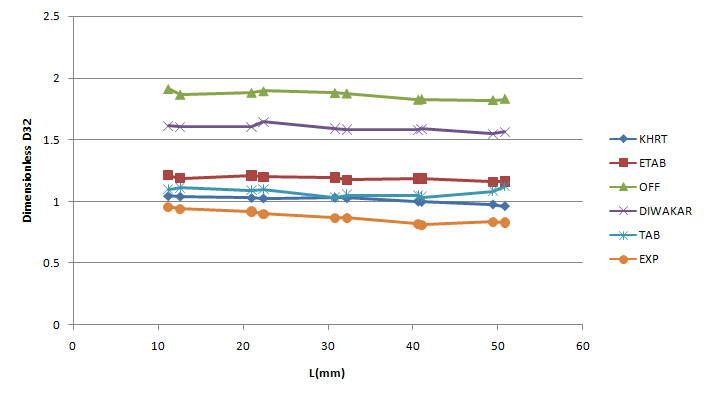 2.5
2
1.5
1
0.5
0
Dimensionless D32
0 10 20 30 40 50 60
L(mm)
KHRT
ETAB
OFF
DIWAKAR
TAB
EXP